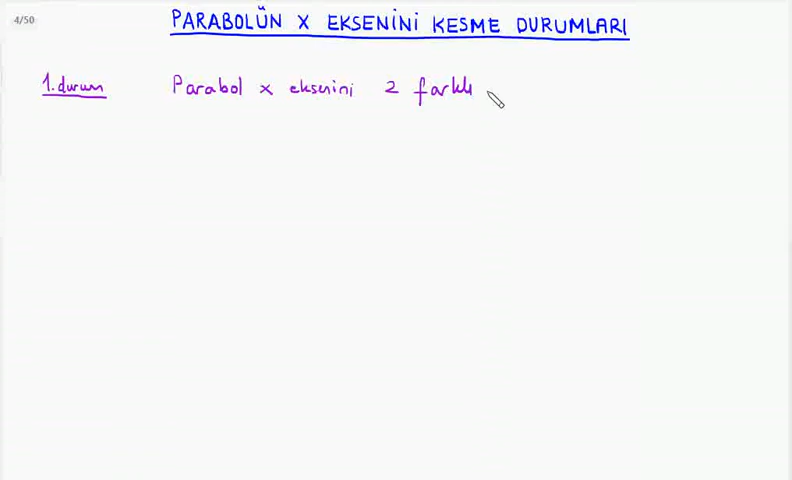 4/50
PARABOLÜN X EKSENİNİ KESME DURUMLARI
1.durum Parabol x eksenini 2 farklı